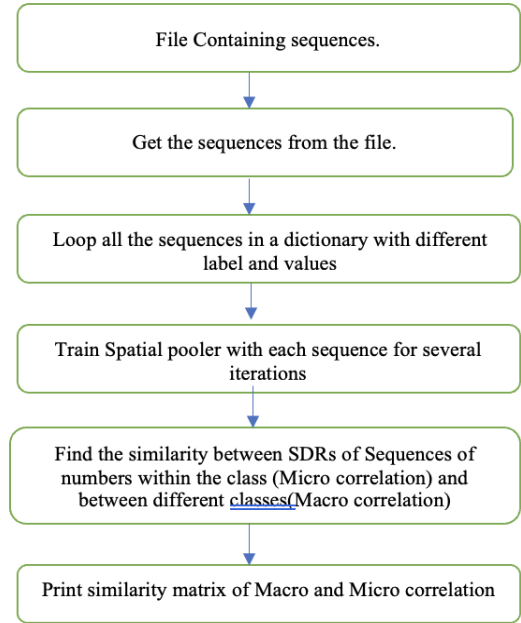 File Containing sequences.
Get the sequences from the file.
Loop all the sequences in a dictionary with different
label and values
Train Spatial pooler with each sequence for several
iterations
Find the similarity between SDRs of Sequences of
numbers within the class (Micro correlation) and
between different classes(Macro correlation)
Print similarity matrix of Macro and Micro correlation